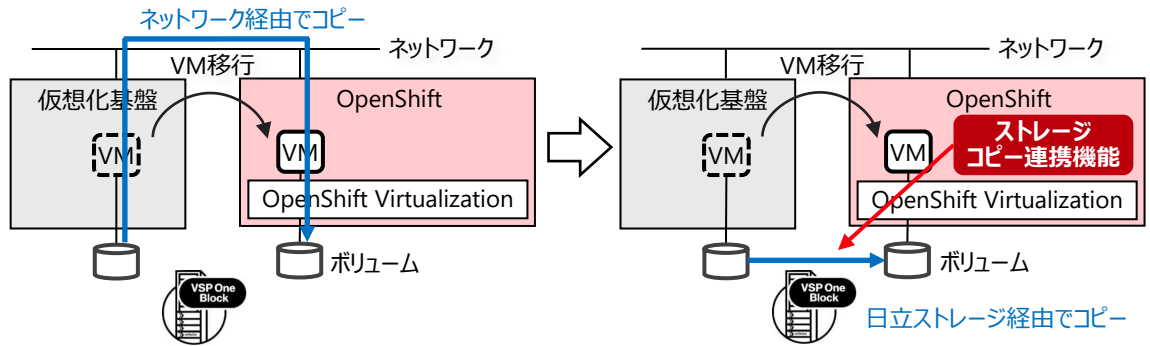 ネットワーク経由でコピー
ネットワーク
VM移行
仮想化基盤
OpenShift
VM
VM
OpenShift Virtualization
ボリューム
VSP One
Block
ネットワーク
VM移行
仮想化基盤
OpenShift
ストレージ
コピー連携機能
VM
VM
OpenShift Virtualization
ボリューム
VSP One
Block
日立ストレージ経由でコピー